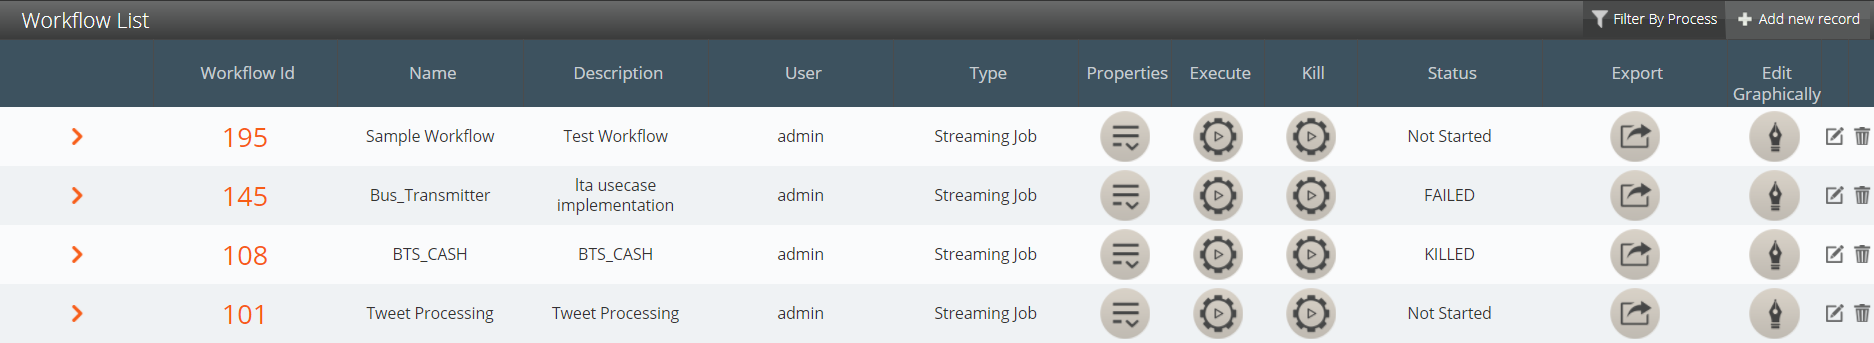 Workflow List
Filter By Process
Add new record
Workflow Id Name Description User Type Properties Execute Kill Status Export Edit
Graphically
195 Sample Workflow Test Workflow admin Streaming Job Not Started
145 Bus_Transmitter lta usecase
implementation admin Streaming Job FAILED
108 BTS_CASH BTS_CASH admin Streaming Job KILLED
101 Tweet Processing Tweet Processing admin Streaming Job Not Started